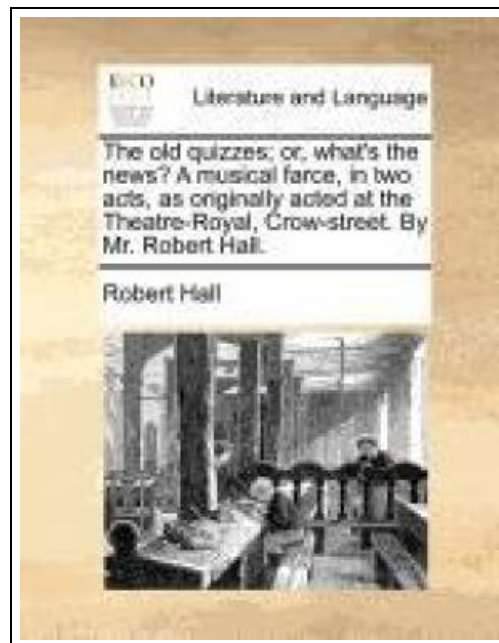 ECCO
Literature and Language
The old quizzes; or, what's the
news? A musical farce, in two
acts, as originally acted at the
Theatre-Royal, Crow-street. By
Mr. Robert Hall.
Robert Hall